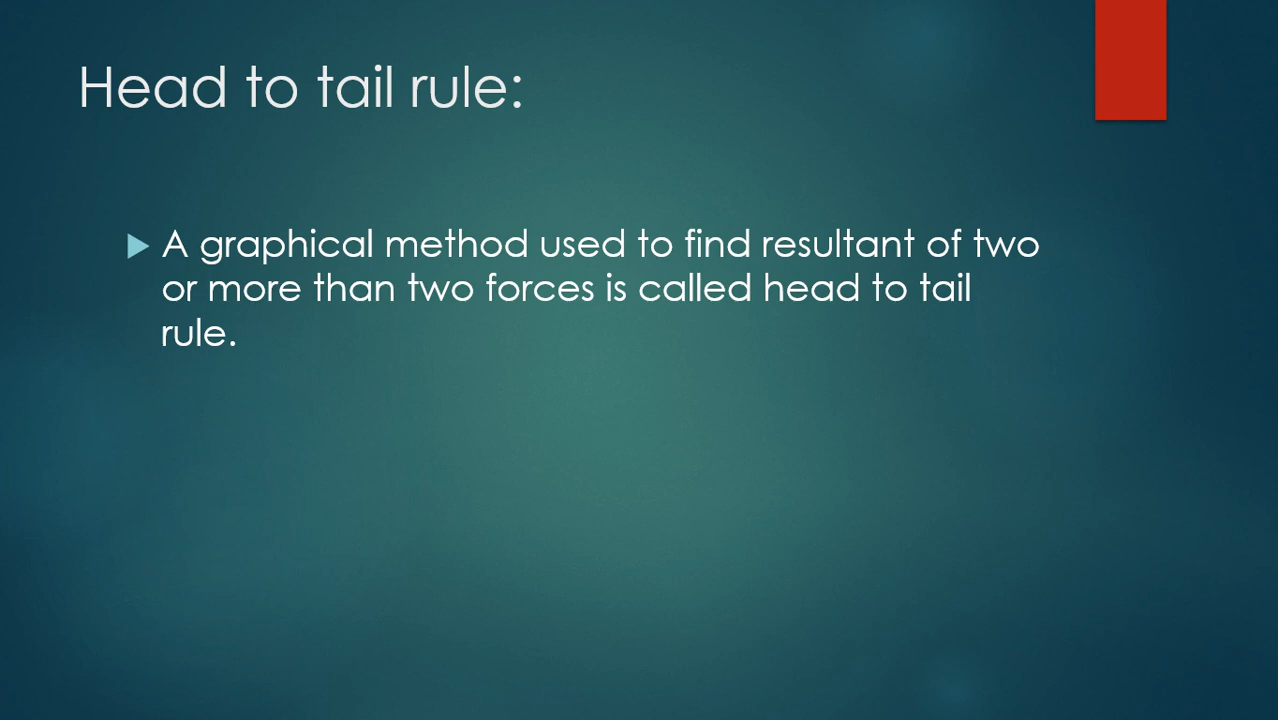 Head to tail rule:
A graphical method used to find resultant of two
or more than two forces is called head to tail
rule.